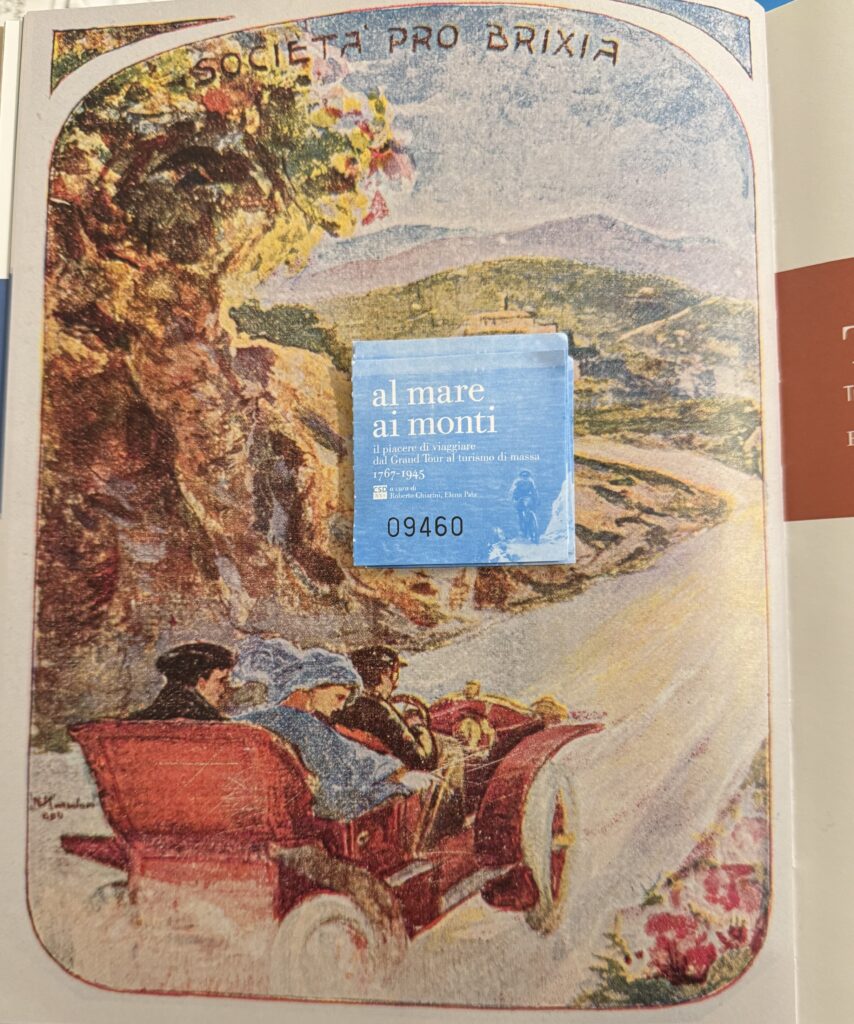 SOCIETA' PRO BRIXIA
al mare
ai monti
il piacere di viaggiare
dal Grand Tour al turismo di massa
1767-1945
a cura di
Roberto Chiarini, Elena Pala
09460
T
T